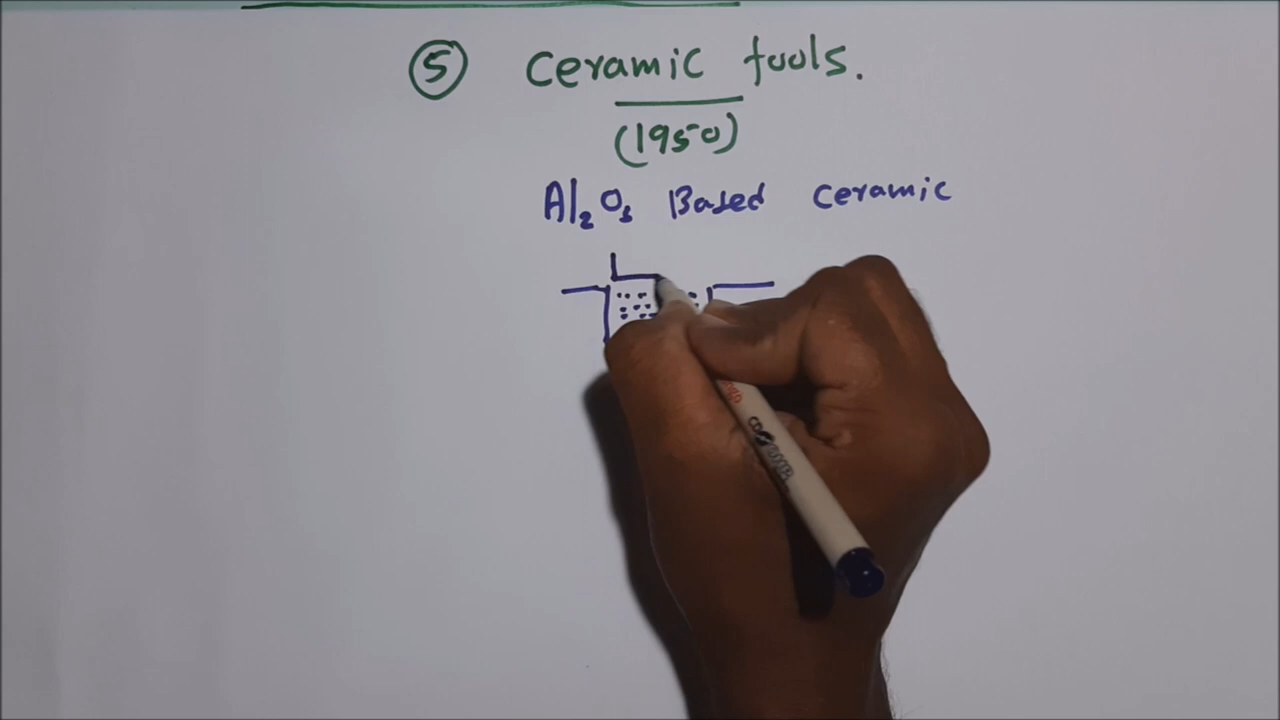 ⑤ Ceramic tools.
(1950)
Al₂O₃ Based ceramic